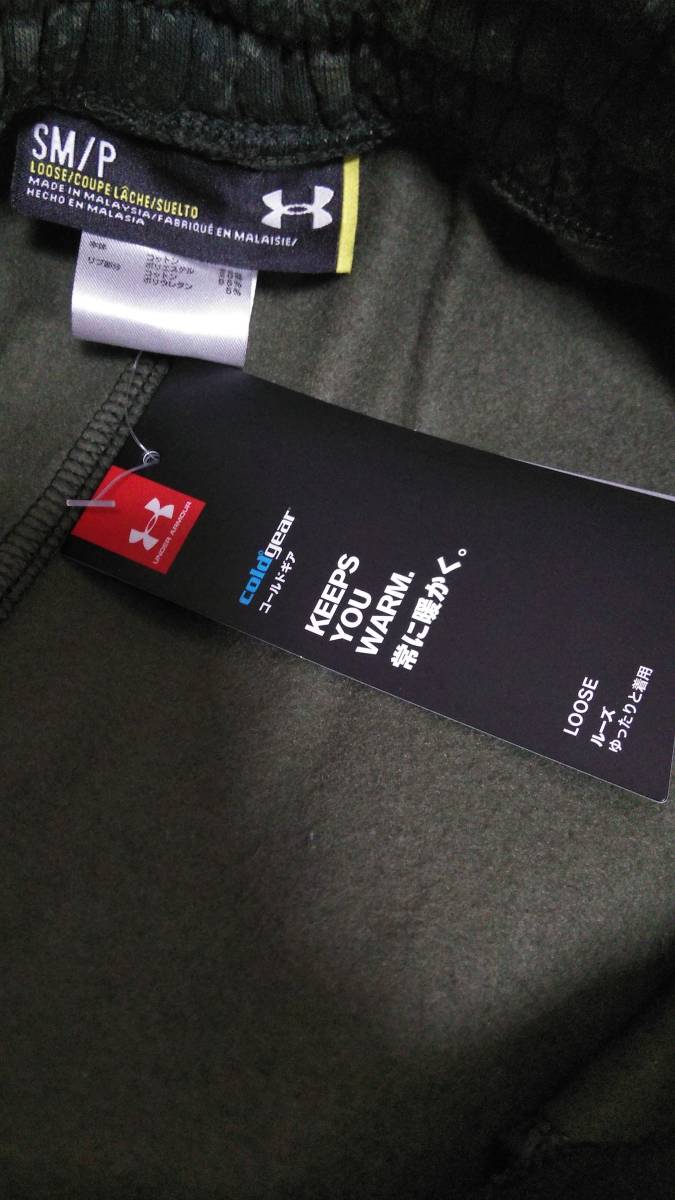 SM/P
LOOSE/COUPE LÂCHE/SUELTO
MADE IN MALAYSIA/FABRIQUÉ EN MALAISIE/
HECHO EN MALASIA
UNDER ARMOUR
coldgear
コールドギア
KEEPS
YOU
WARM.
常に暖かく。
LOOSE
ルーズ
ゆったりと着用